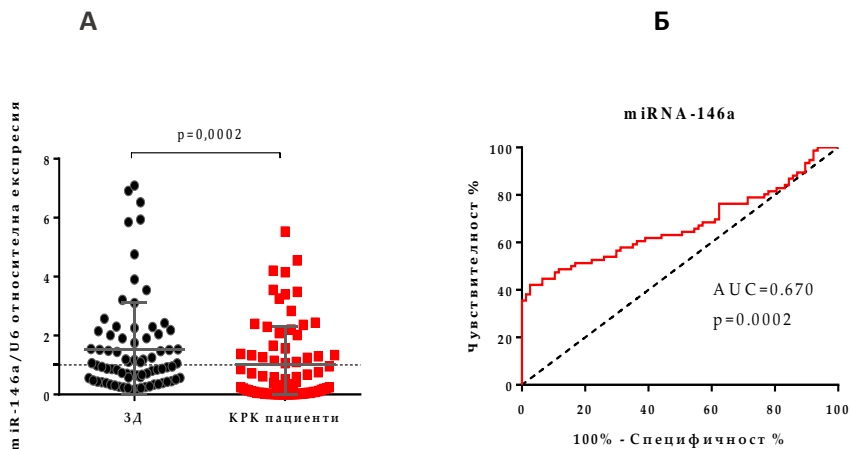 А
Б
miR-146a/U6 относителна експресия
p=0,0002
8
6
4
2
0
ЗД
КРК пациенти
miRNA-146a
Чувствителност %
100
80
60
40
20
0
AUC=0.670
p=0.0002
0
20
40
60
80
100
100% - Специфичност %